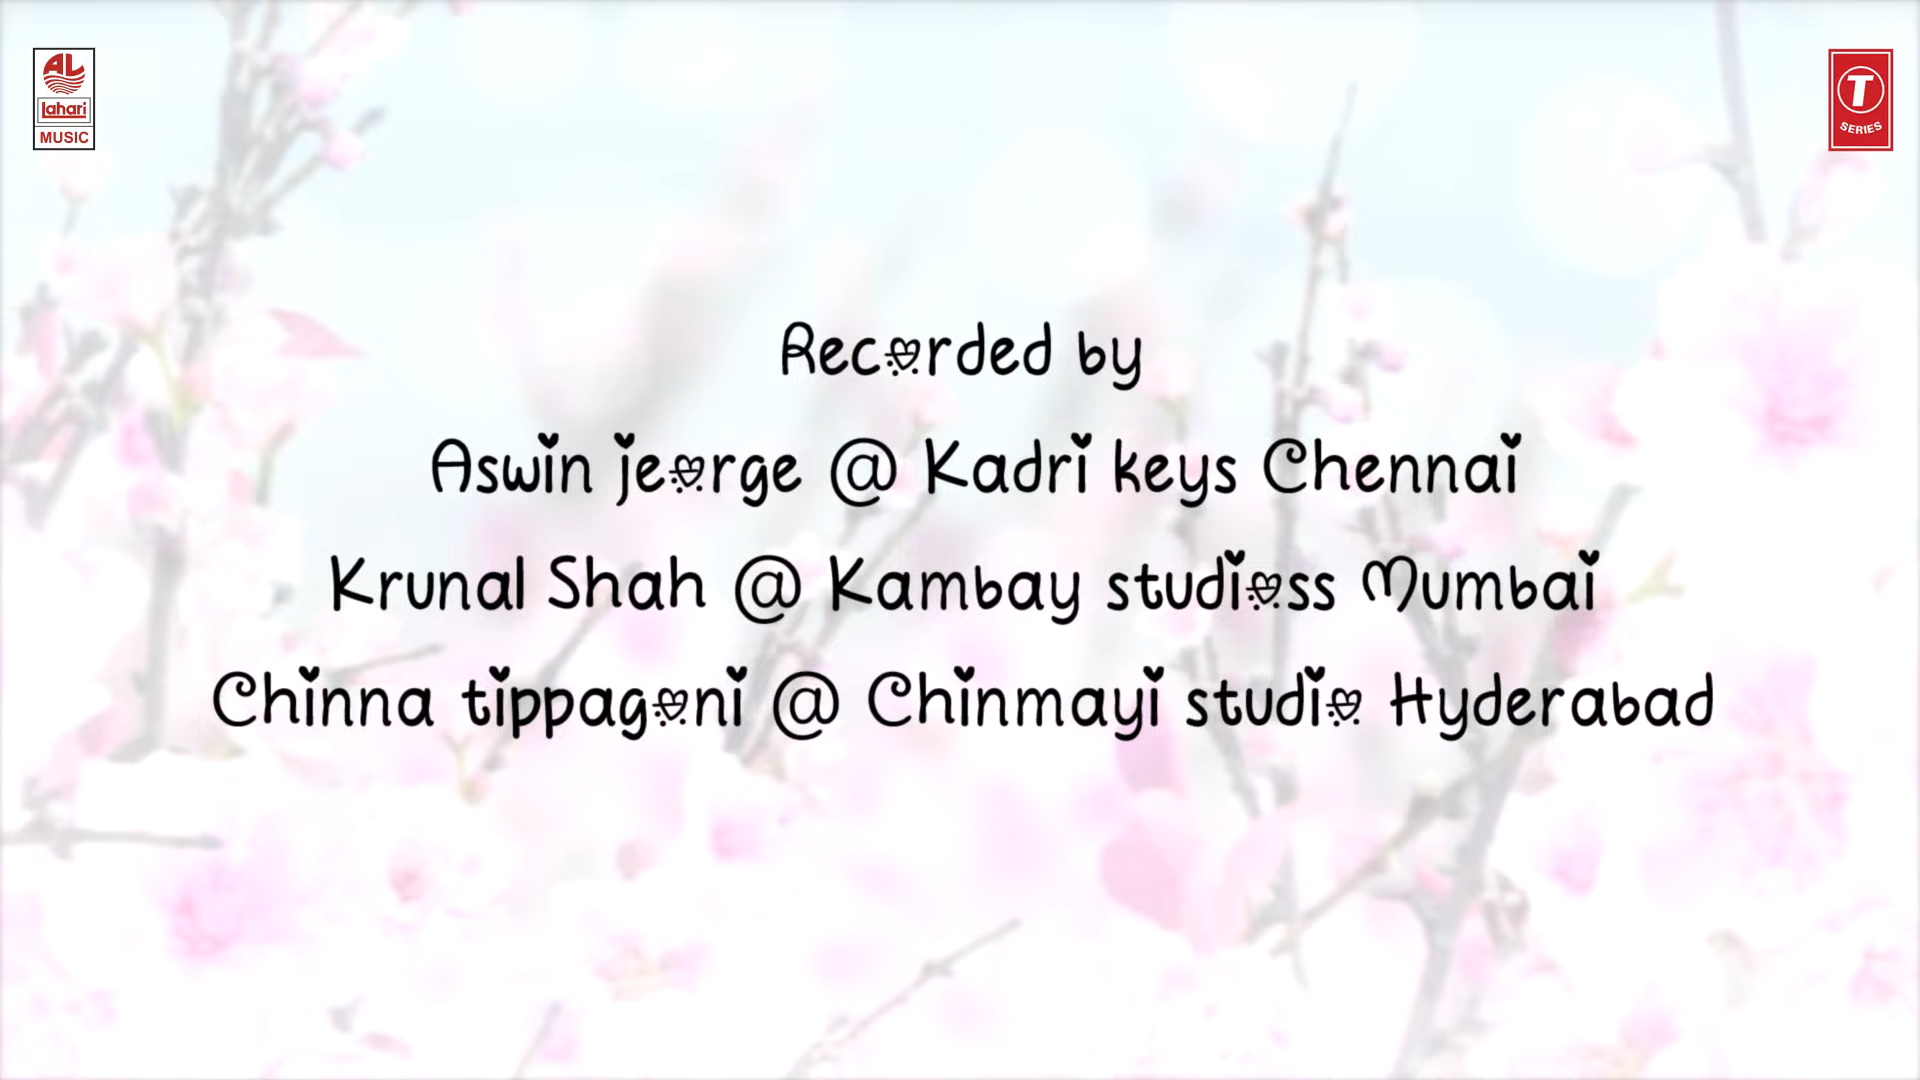 AL
lahari
MUSIC
T
SERIES
Recorded by
Aswin jeorge @ Kadri keys Chennai
Krunal Shah @ Kambay studioss Mumbai
Chinna tippagoni @ Chinmayi studio Hyderabad